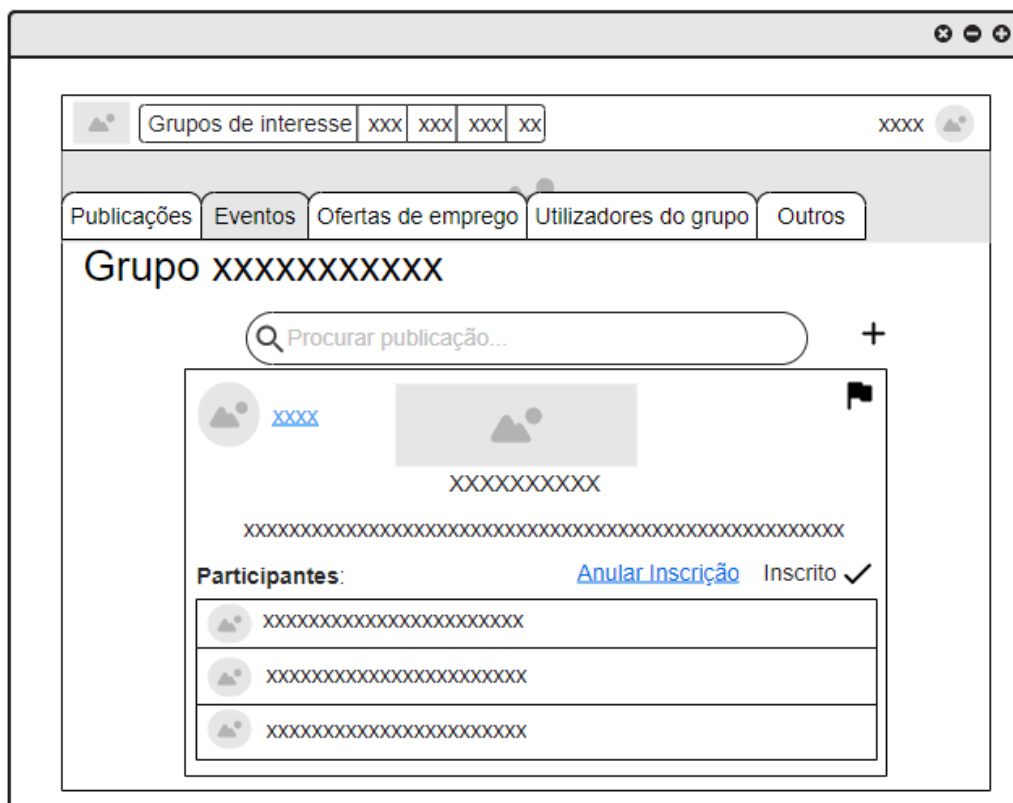 Grupos de interesse xxx xxx xxx xx xxxx
Publicações Eventos Ofertas de emprego Utilizadores do grupo Outros
Grupo xxxxxxxxxxx
Procurar publicação...
xxxx
xxxxxxxxxx
xxxxxxxxxxxxxxxxxxxxxxxxxxxxxxxxxxxxxxxxxxxxxxxxxxxxx
Participantes: Anular Inscrição Inscrito
xxxxxxxxxxxxxxxxxxxxxxx
xxxxxxxxxxxxxxxxxxxxxxx
xxxxxxxxxxxxxxxxxxxxxxx